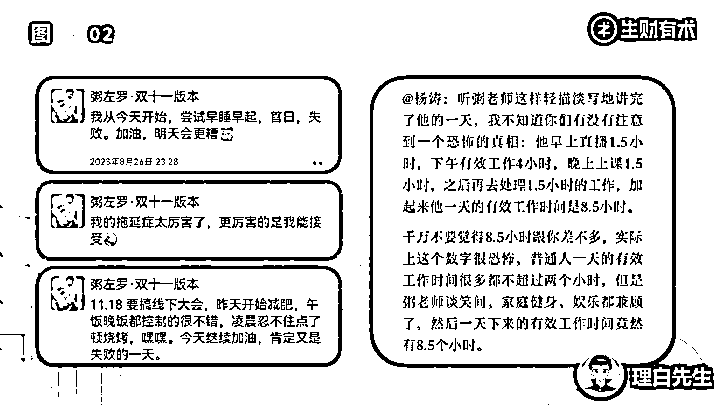 图 02
生财有术
粥左罗·双十一版本
我从今天开始，尝试早睡早起，首日，失
败。加油，明天会更糟
2023年8月26日 23:28
粥左罗·双十一版本
我的拖延症太厉害了，更厉害的是我能接
受
粥左罗·双十一版本
11.18 要搞线下大会，昨天开始减肥，午
饭晚饭都控制的很不错，凌晨忍不住点了
顿烧烤，嘿嘿。今天继续加油，肯定又是
失败的一天。
@杨涛：听粥老师这样轻描淡写地讲完
了他的一天，我不知道你们有没有注意
到一个恐怖的真相：他早上直播1.5小
时，下午有效工作4小时，晚上上课1.5
小时，之后再去处理1.5小时的工作，加
起来他一天的有效工作时间是8.5小时。
千万不要觉得8.5小时跟你差不多，实际
上这个数字很恐怖，普通人一天的有效
工作时间很多都不超过两个小时，但是
粥老师谈笑间，家庭健身、娱乐都兼顾
了，然后一天下来的有效工作时间竟然
有8.5个小时。
理白先生